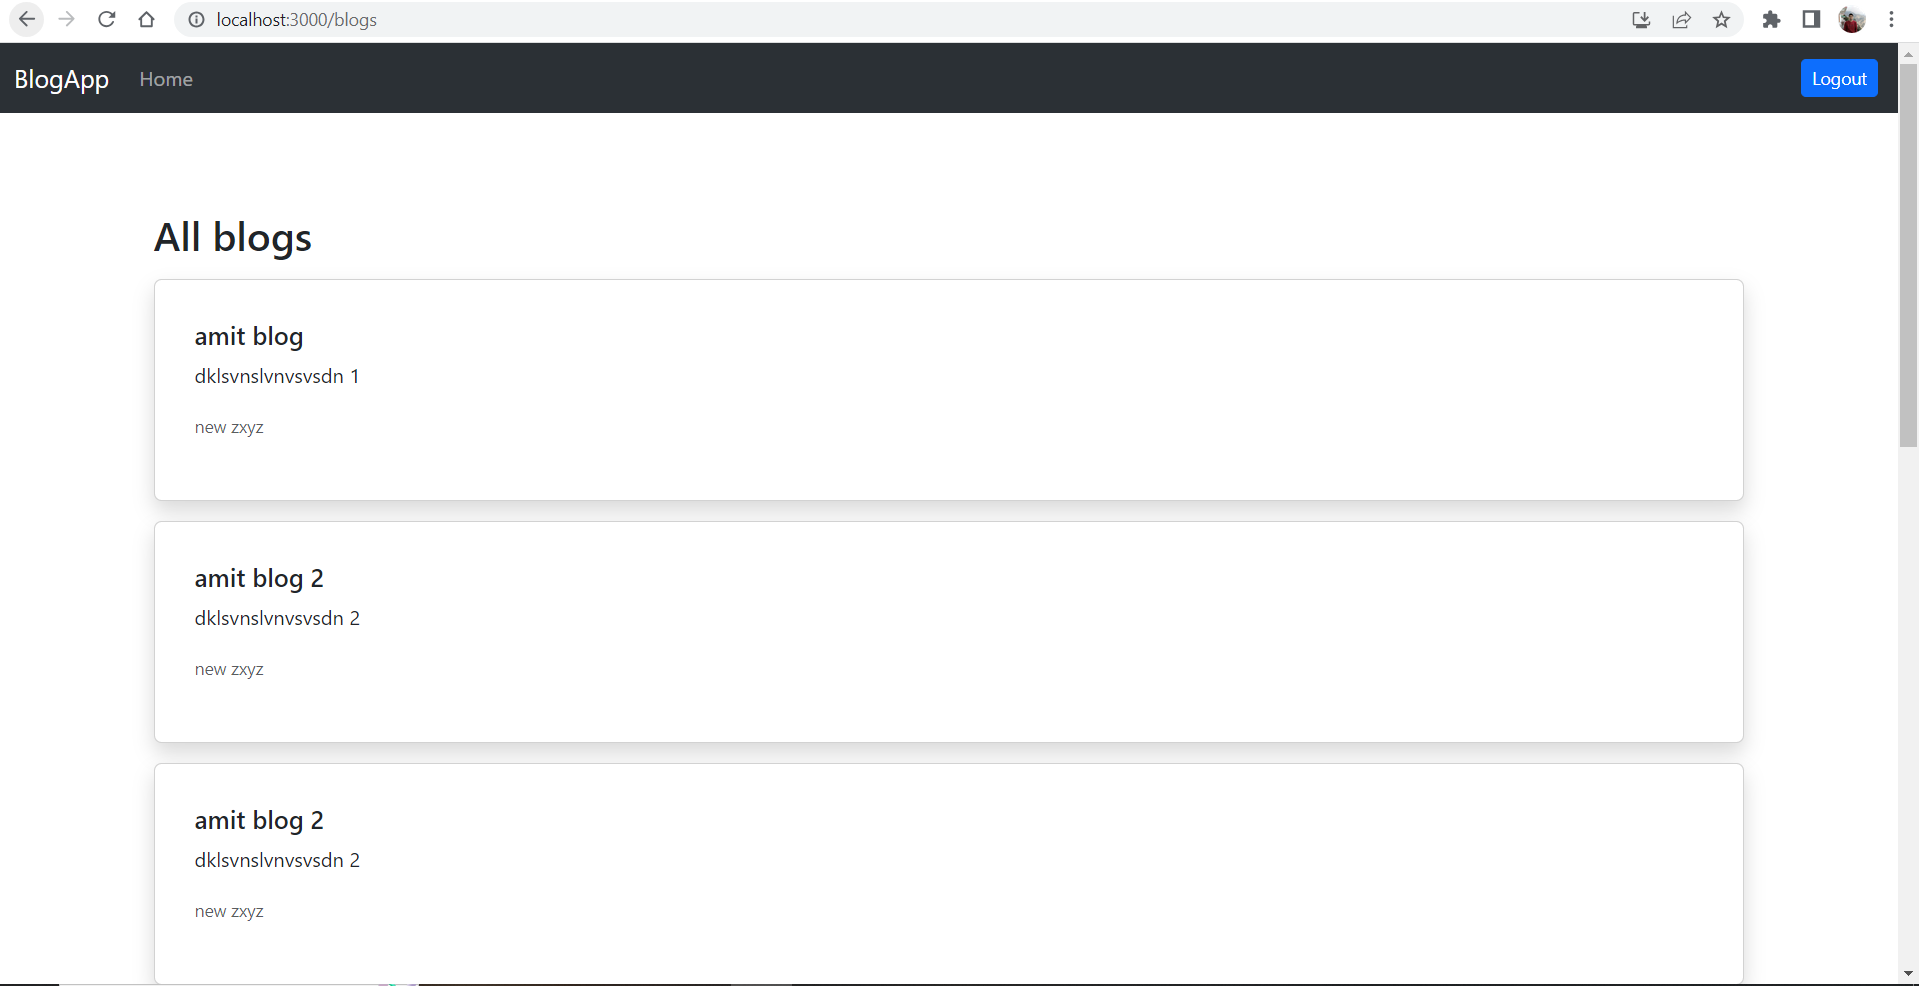 localhost:3000/blogs
BlogApp Home Logout
All blogs
amit blog
dklsvnslvnvsvsdn 1
new zxyz
amit blog 2
dklsvnslvnvsvsdn 2
new zxyz
amit blog 2
dklsvnslvnvsvsdn 2
new zxyz